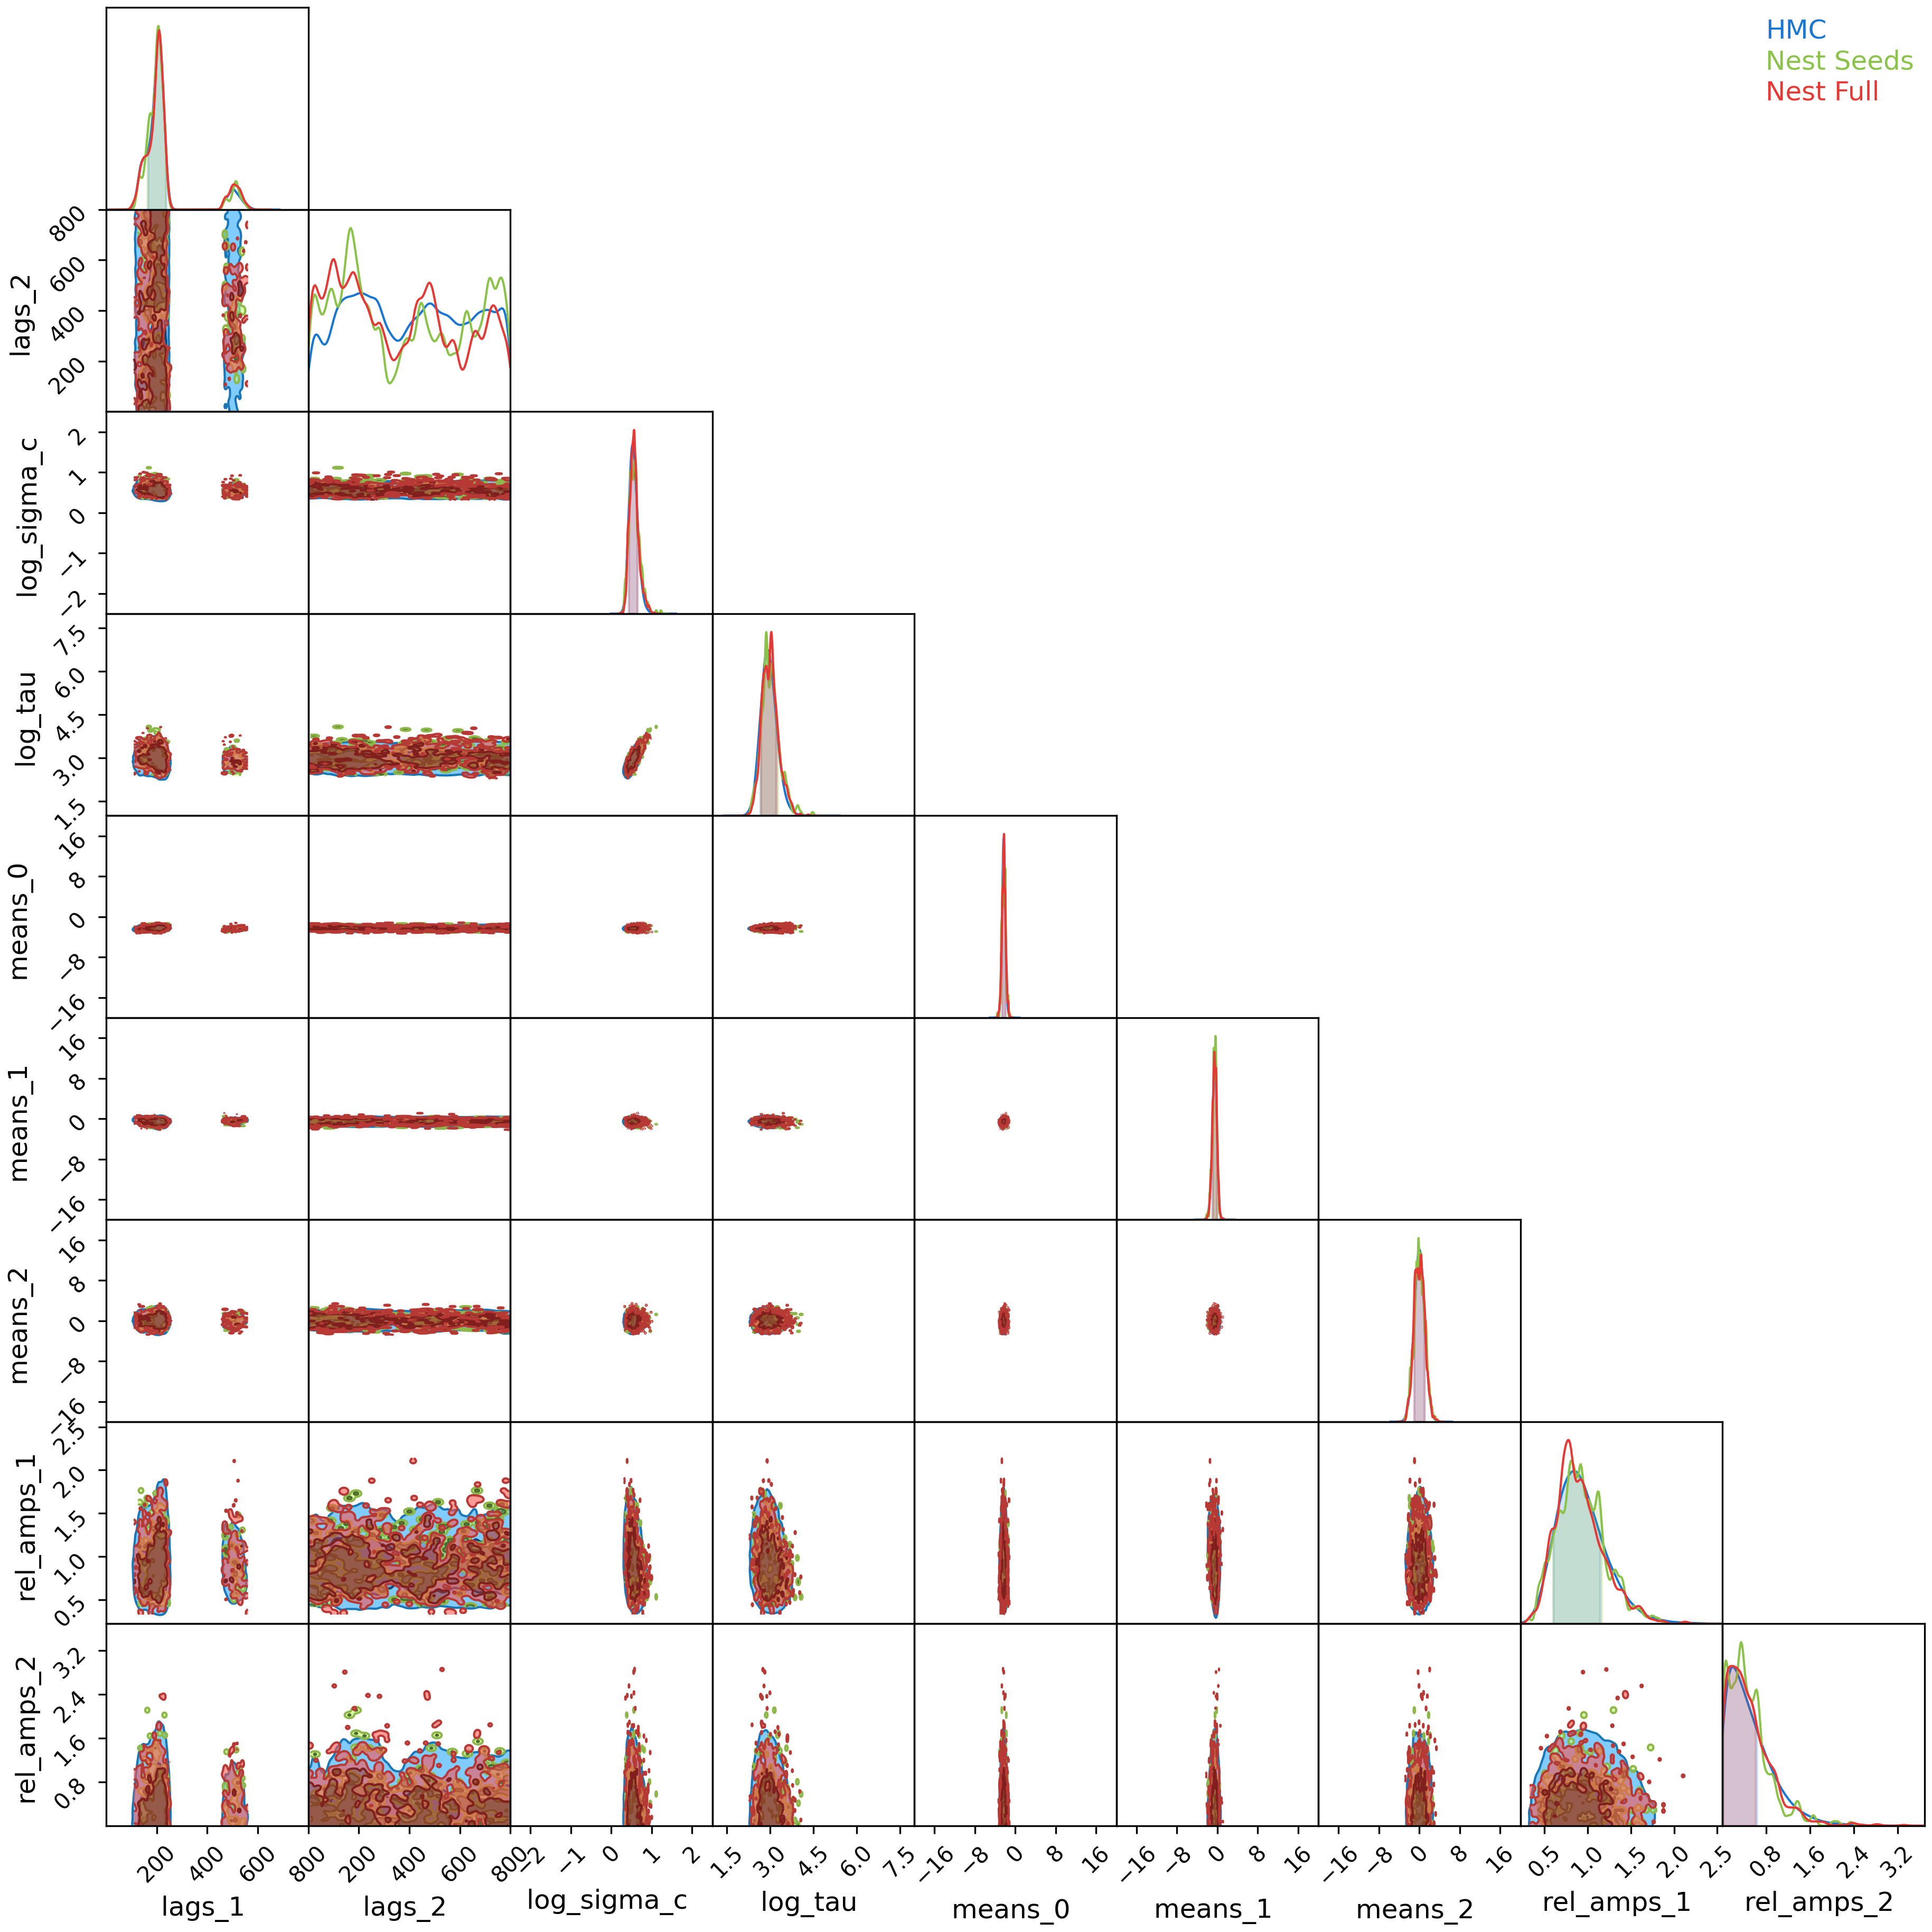 HMC
Nest Seeds
Nest Full
800
600
400
200
lags_2
2
1
0
−1
−2
log_sigma_c
7.5
6.0
4.5
3.0
1.5
log_tau
16
8
0
−8
−16
means_0
16
8
0
−8
−16
means_1
16
8
0
−8
−16
means_2
2.5
2.0
1.5
1.0
0.5
rel_amps_1
3.2
2.4
1.6
0.8
rel_amps_2
200 400 600 800
200 400 600 800
−2 −1 0 1 2
1.5 3.0 4.5 6.0 7.5
−16 −8 0 8 16
−16 −8 0 8 16
−16 −8 0 8 16
0.5 1.0 1.5 2.0 2.5
0.8 1.6 2.4 3.2
lags_1 lags_2 log_sigma_c log_tau means_0 means_1 means_2 rel_amps_1 rel_amps_2